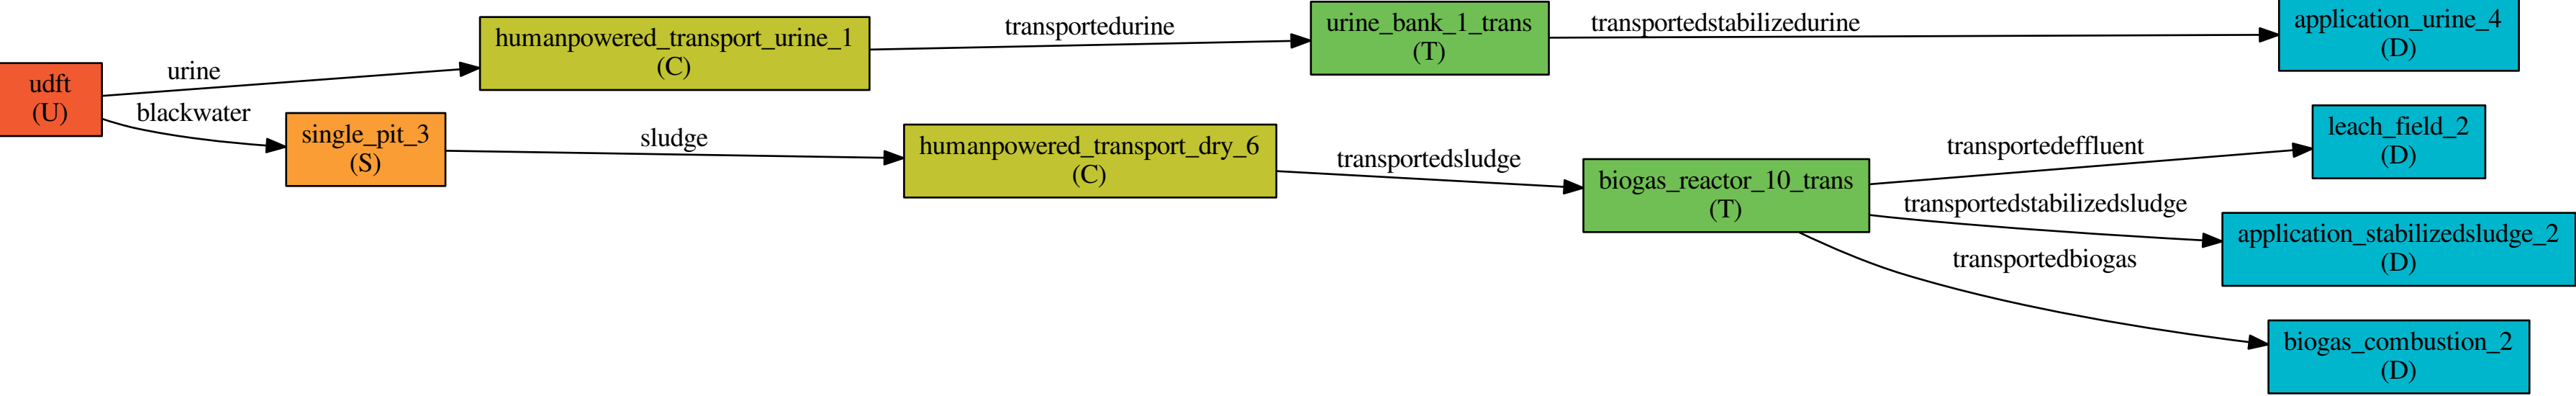 udft
(U)
urine
blackwater
humanpowered_transport_urine_1
(C)
single_pit_3
(S)
transportedurine
sludge
humanpowered_transport_dry_6
(C)
urine_bank_1_trans
(T)
transportedsludge
transportedstabilizedurine
biogas_reactor_10_trans
(T)
application_urine_4
(D)
transportedeffluent
leach_field_2
(D)
transportedstabilizedsludge
application_stabilizedsludge_2
(D)
transportedbiogas
biogas_combustion_2
(D)